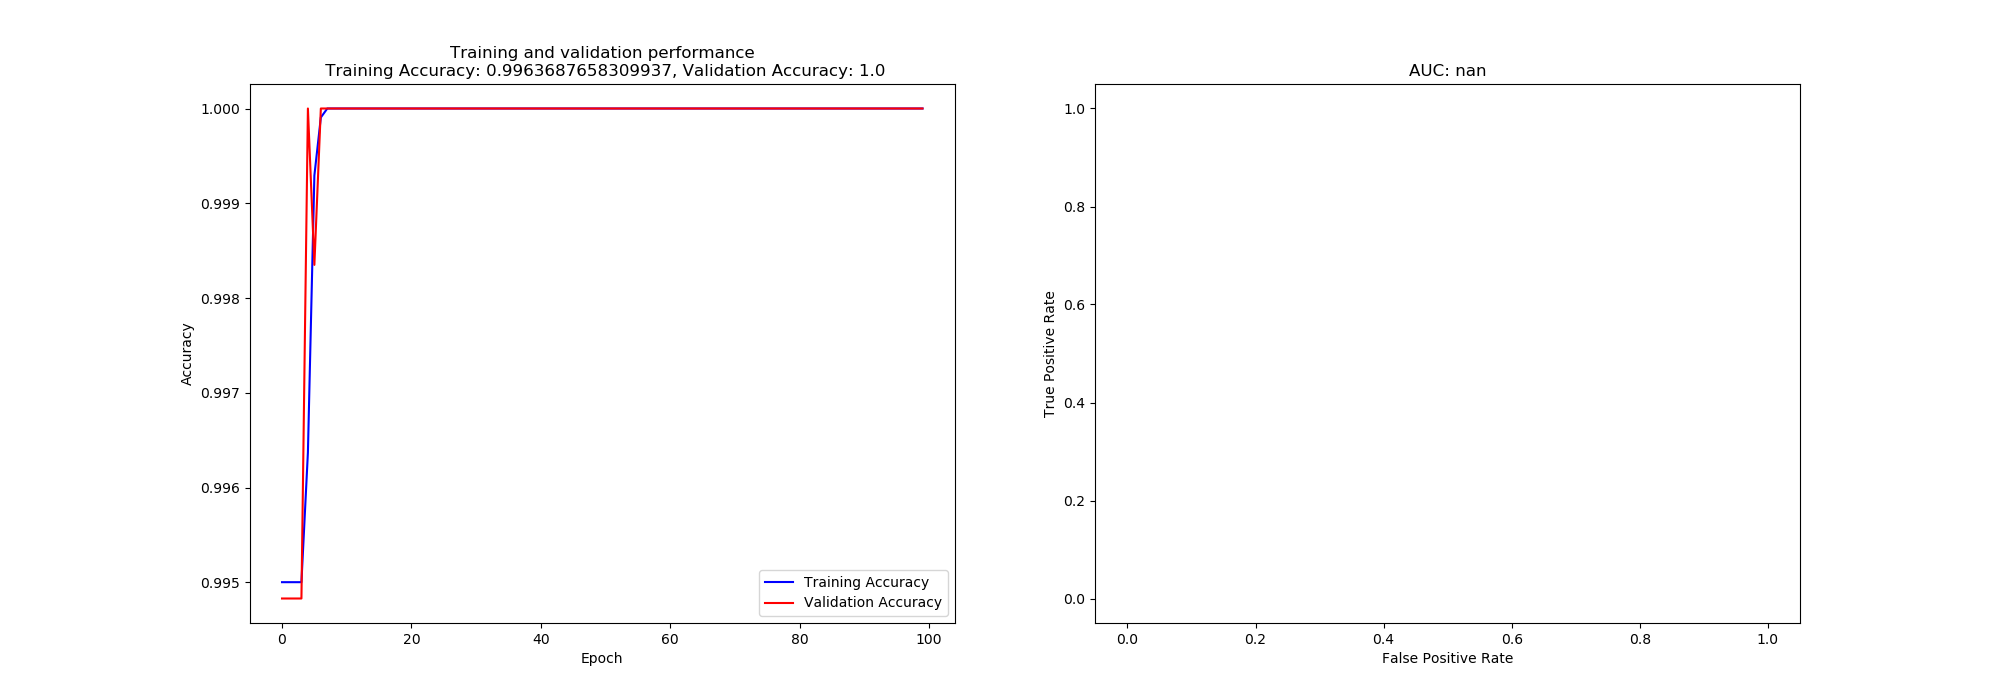 Training and validation performance
Training Accuracy: 0.9963687658309937, Validation Accuracy: 1.0
1.000
0.999
0.998
0.997
0.996
0.995
Accuracy
0
20
40
60
80
100
Epoch
Training Accuracy
Validation Accuracy
AUC: nan
1.0
0.8
0.6
0.4
0.2
0.0
True Positive Rate
0.0
0.2
0.4
0.6
0.8
1.0
False Positive Rate